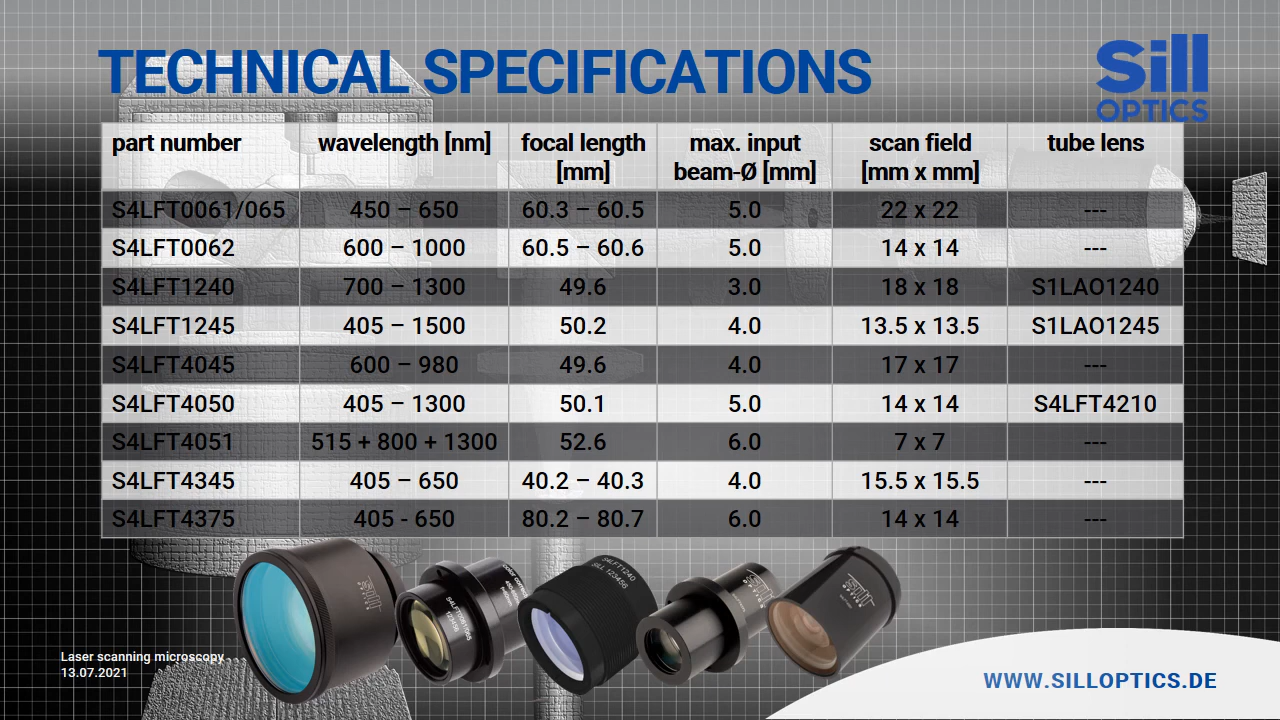 TECHNICAL SPECIFICATIONS
Sill
OPTICS
part number wavelength [nm] focal length [mm] max. input beam-Ø [mm] scan field [mm x mm] tube lens
S4LFT0061/065 450 – 650 60.3 – 60.5 5.0 22 x 22 ---
S4LFT0062 600 – 1000 60.5 – 60.6 5.0 14 x 14 ---
S4LFT1240 700 – 1300 49.6 3.0 18 x 18 S1LAO1240
S4LFT1245 405 – 1500 50.2 4.0 13.5 x 13.5 S1LAO1245
S4LFT4045 600 – 980 49.6 4.0 17 x 17 ---
S4LFT4050 405 – 1300 50.1 5.0 14 x 14 S4LFT4210
S4LFT4051 515 + 800 + 1300 52.6 6.0 7 x 7 ---
S4LFT4345 405 – 650 40.2 – 40.3 4.0 15.5 x 15.5 ---
S4LFT4375 405 - 650 80.2 – 80.7 6.0 14 x 14 ---
S4LFT0061/065
123456
S4LFT1240
SILL 123456
Laser scanning microscopy
13.07.2021
WWW.SILLOPTICS.DE